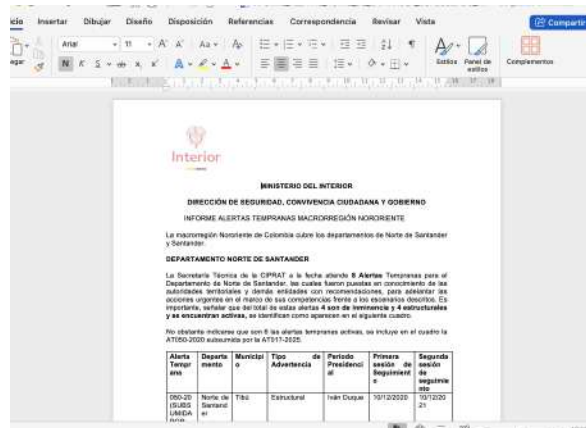 cio Insertar Dibujar Diseño Disposición Referencias Correspondencia Revisar Vista Compartir
Arial 11
egar N K S Estilos Panel de estilos Complementos
Interior
MINISTERIO DEL INTERIOR
DIRECCIÓN DE SEGURIDAD, CONVIVENCIA CIUDADANA Y GOBIERNO
INFORME ALERTAS TEMPRANAS MACRORREGIÓN NORORIENTE
La macrorregión Nororiente de Colombia cubre los departamentos de Norte de Santander
y Santander.
DEPARTAMENTO NORTE DE SANTANDER
La Secretaría Técnica de la CIPRAT a la fecha atiende 8 Alertas Tempranas para el
Departamento de Norte de Santander, las cuales fueron puestas en conocimiento de las
autoridades territoriales y demás entidades con recomendaciones, para adelantar las
acciones urgentes en el marco de sus competencias frente a los escenarios descritos. Es
importante, señalar que del total de estas alertas 4 son de inminencia y 4 estructurales
y se encuentran activas, se identifican como aparecen en el siguiente cuadro.
No obstante indicarse que son 8 las alertas tempranas activas, se incluye en el cuadro la
AT050-2020 subsumida por la AT017-2025.
Alerta Temprana Departamento Municipio Tipo de Advertencia Periodo Presidencial Primera sesión de Seguimiento Segunda sesión de seguimiento
050-20 (SUBSUMIDA POR Norte de Santander Tibú Estructural Iván Duque 10/12/2020 10/12/2021